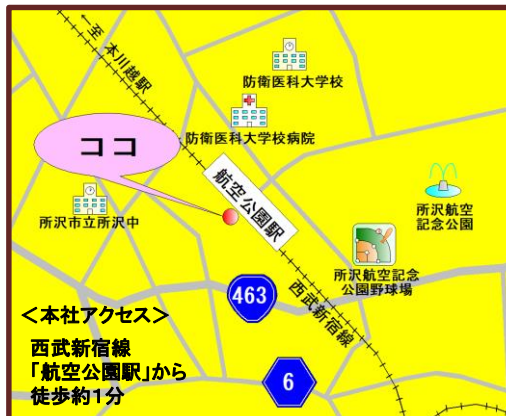 ←至 本川越駅
防衛医科大学校
防衛医科大学校病院
ココ
航空公園駅
所沢市立所沢中
所沢航空
記念公園
所沢航空記念
公園野球場
西武新宿線
463
6
<本社アクセス>
西武新宿線
「航空公園駅」から
徒歩約1分